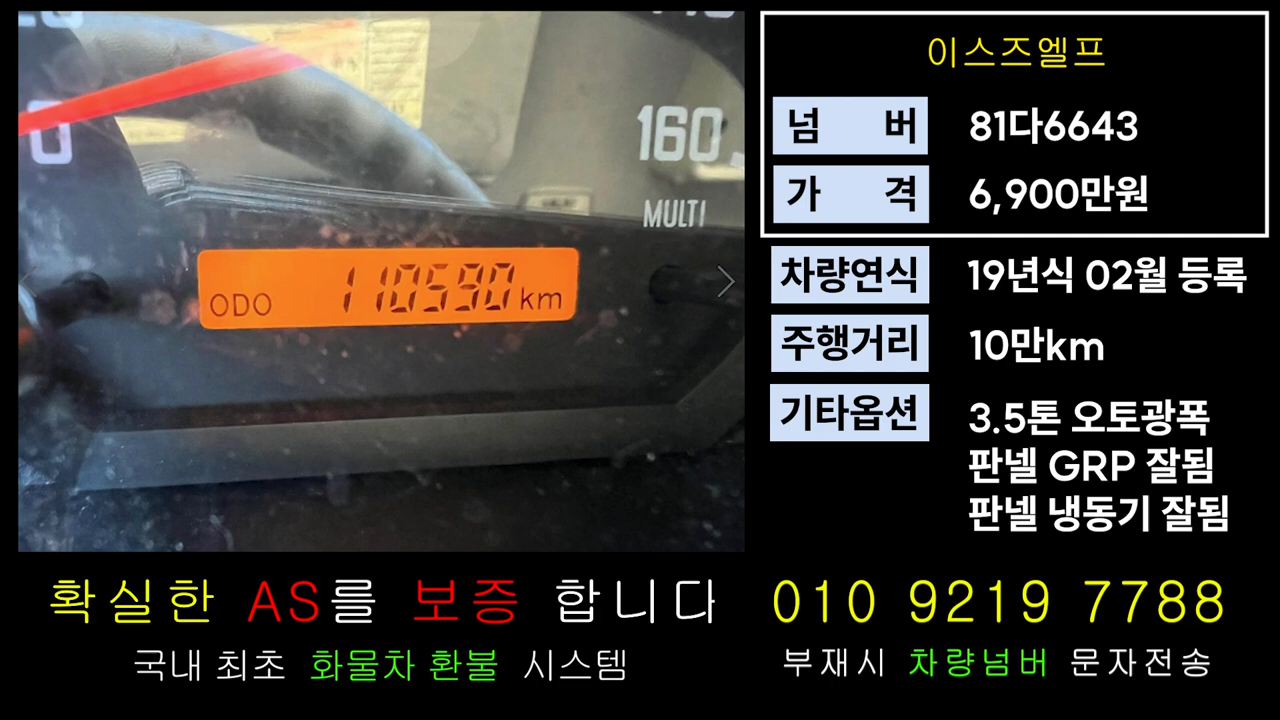 0
160
MULTI
ODO 110590 km
이스즈엘프
넘 버 81다6643
가 격 6,900만원
차량연식 19년식 02월 등록
주행거리 10만km
기타옵션 3.5톤 오토광폭
판넬 GRP 잘됨
판넬 냉동기 잘됨
확실한 AS를 보증 합니다 010 9219 7788
국내 최초 화물차 환불 시스템 부재시 차량넘버 문자전송